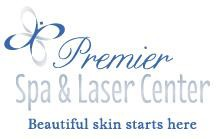 Premier
Spa & Laser Center
Beautiful skin starts here